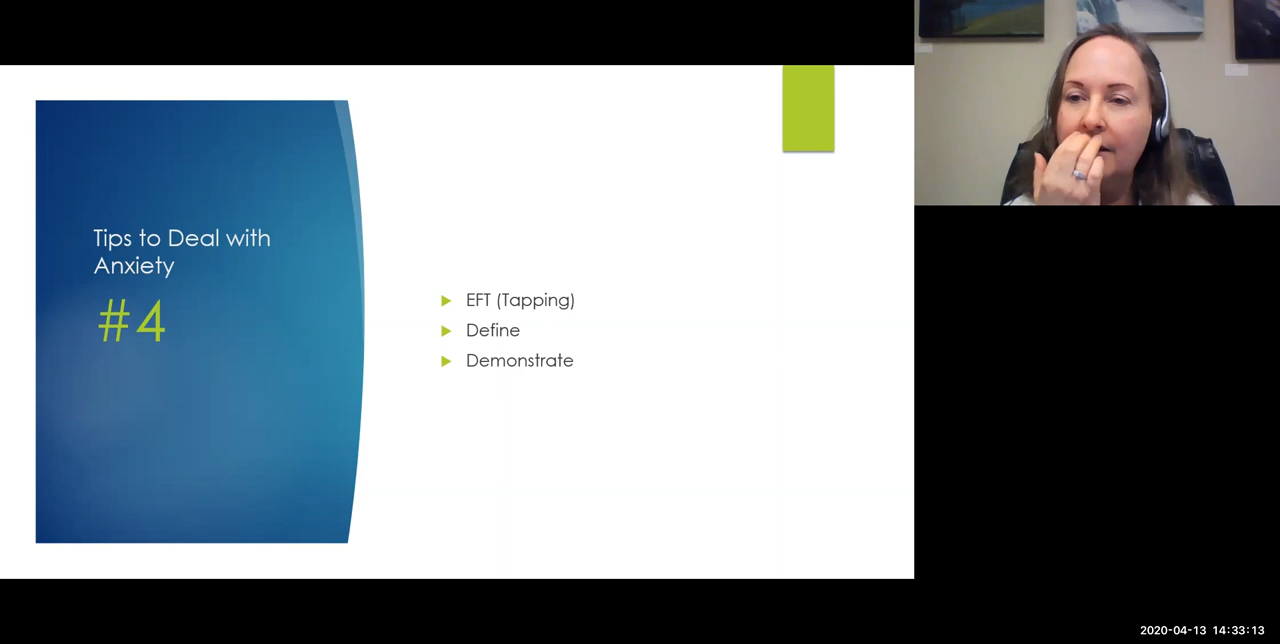 Tips to Deal with
Anxiety
#4
EFT (Tapping)
Define
Demonstrate
2020-04-13 14:33:13